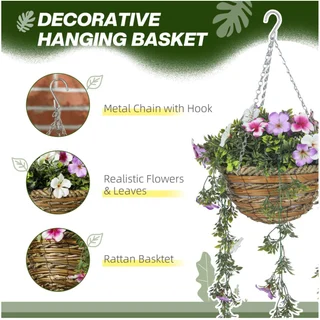 DECORATIVE
HANGING BASKET
Metal Chain with Hook
Realistic Flowers
& Leaves
Rattan Basktet